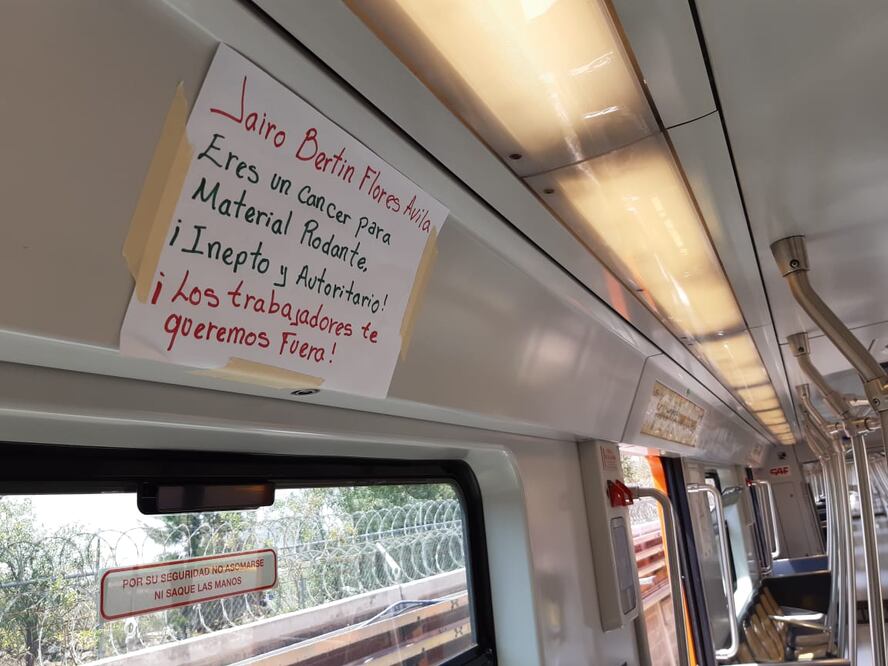 Jairo Bertin Flores Avila
Eres un cancer para
Material Rodante,
¡Inepto y Autoritario!
¡Los trabajadores te
queremos Fuera!
POR SU SEGURIDAD NO ASOMARSE
NI SAQUE LAS MANOS
CAF